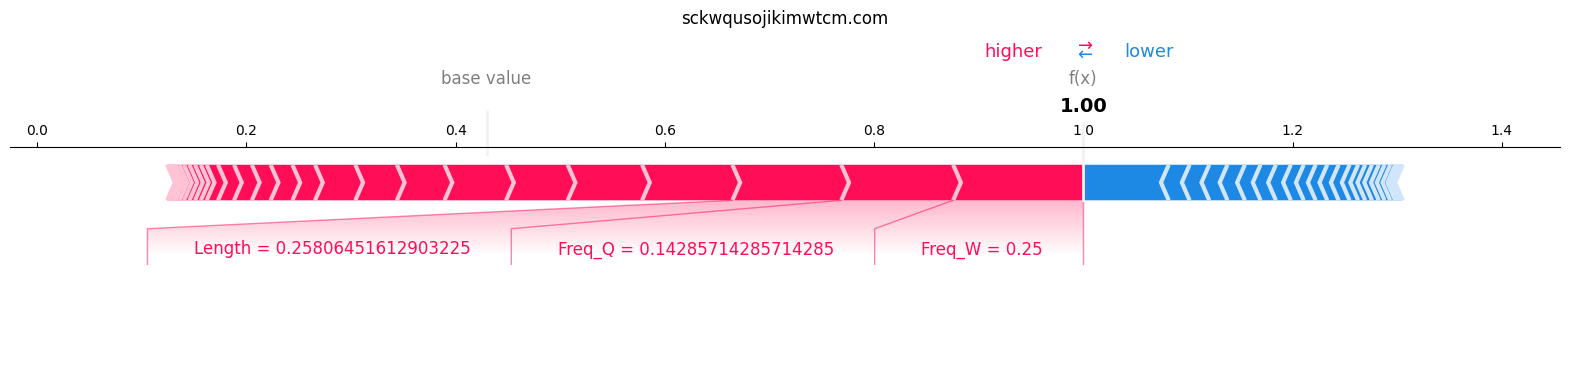 sckwqusojikimwtcm.com
higher → ← lower
base value f(x)
1.00
0.0 0.2 0.4 0.6 0.8 1 0 1.2 1.4
Length = 0.25806451612903225 Freq_Q = 0.14285714285714285 Freq_W = 0.25